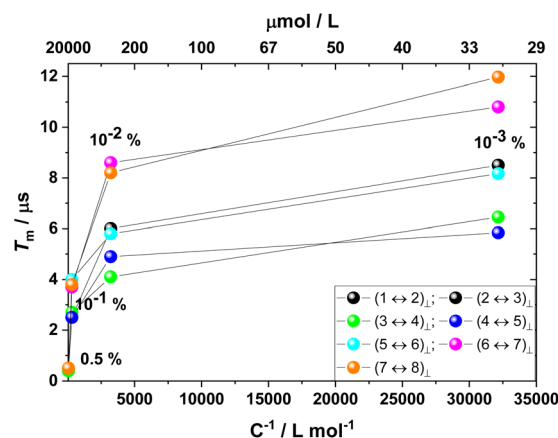 μmol / L
20000 200 100 67 50 40 33 29
12
10
8
6
4
2
0
T_m / μs
10⁻² %
10⁻³ %
10⁻¹ %
0.5 %
(1 ↔ 2)⊥; (2 ↔ 3)⊥
(3 ↔ 4)⊥; (4 ↔ 5)⊥
(5 ↔ 6)⊥; (6 ↔ 7)⊥
(7 ↔ 8)⊥
0 5000 10000 15000 20000 25000 30000 35000
C⁻¹ / L mol⁻¹